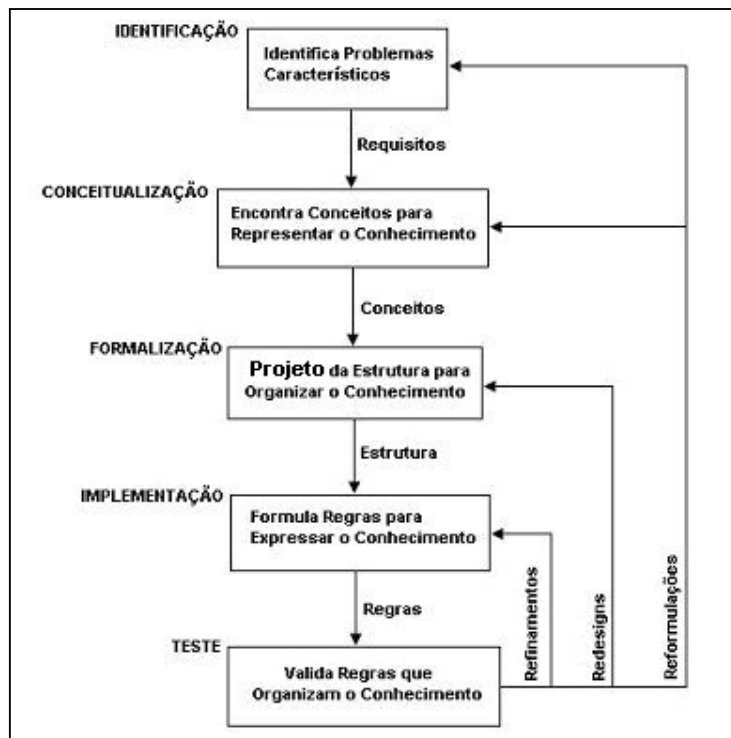 IDENTIFICAÇÃO
Identifica Problemas
Característicos
Requisitos
CONCEITUALIZAÇÃO
Encontra Conceitos para
Representar o Conhecimento
Conceitos
FORMALIZAÇÃO
Projeto da Estrutura para
Organizar o Conhecimento
Estrutura
IMPLEMENTAÇÃO
Formula Regras para
Expressar o Conhecimento
Regras
TESTE
Valida Regras que
Organizam o Conhecimento
Refinamentos
Redesigns
Reformulações